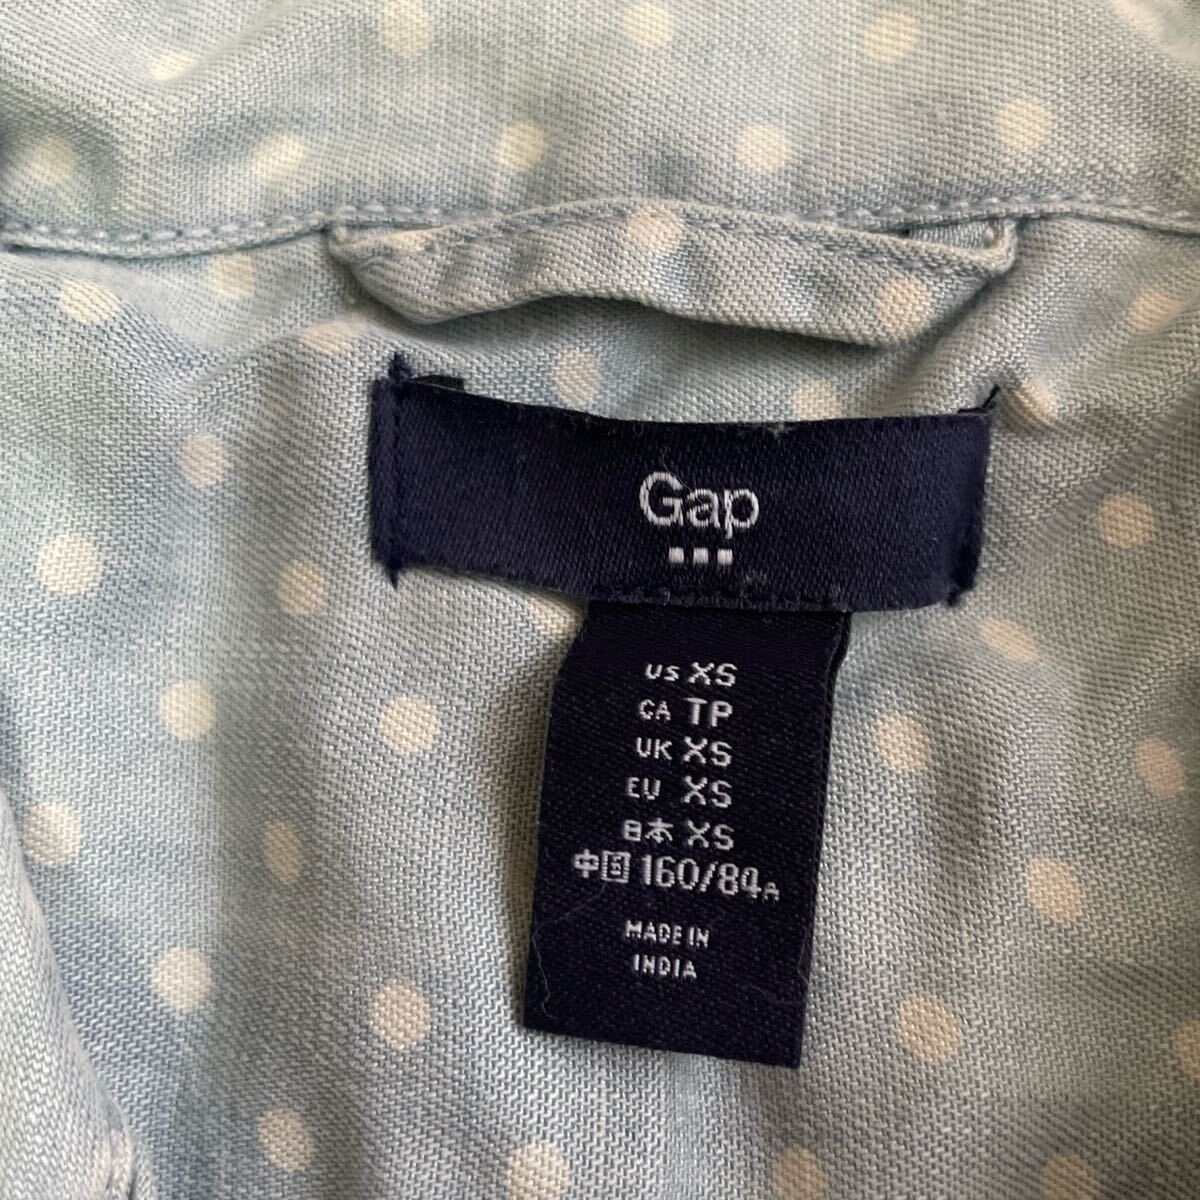 Gap
US XS
CA TP
UK XS
EU XS
日本 XS
中国 160/84A
MADE IN
INDIA